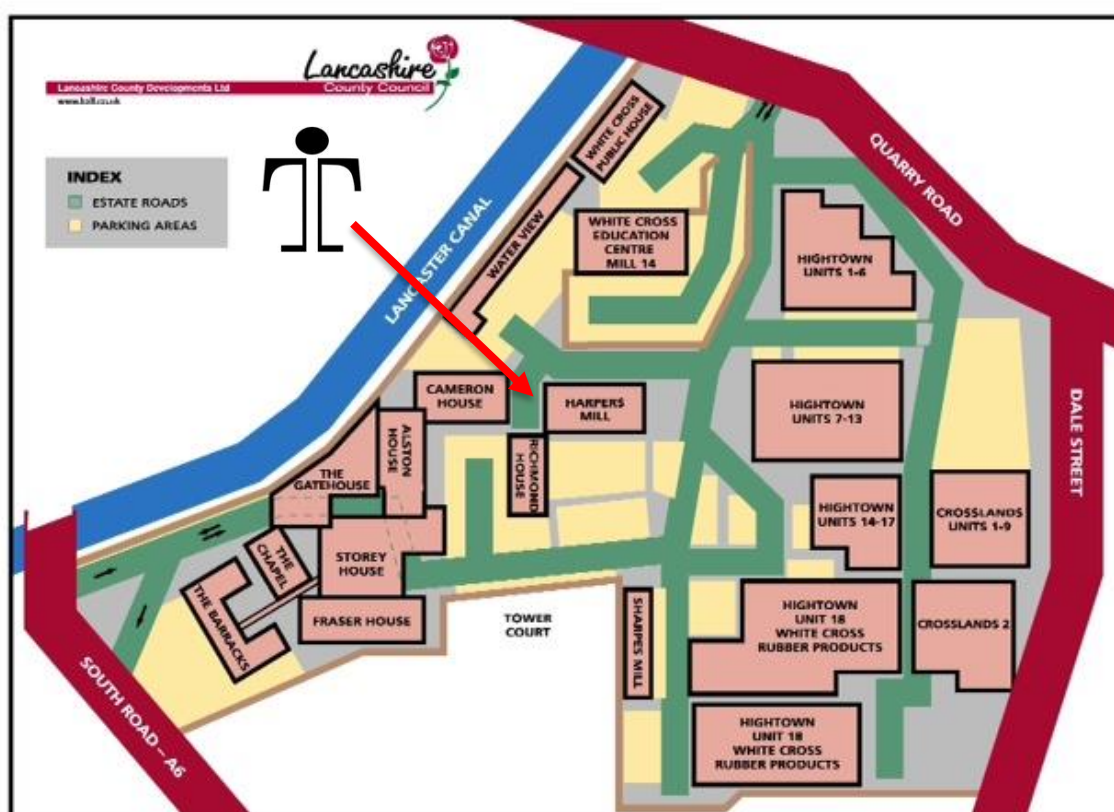 Lancashire
County Council
Lancashire County Developments Ltd
INDEX
ESTATE ROADS
PARKING AREAS
LANCASTER CANAL
WHITE CROSS
PUBLIC HOUSE
WATER VIEW
WHITE CROSS
EDUCATION
CENTRE
MILL 14
QUARRY ROAD
HIGHTOWN
UNITS 1-6
CAMERON
HOUSE
HARPERS
MILL
HIGHTOWN
UNITS 7-13
DALE STREET
ALSTON
HOUSE
THE
GATEHOUSE
RICHMOND
HOUSE
HIGHTOWN
UNITS 14-17
CROSSLANDS
UNITS 1-9
THE CHAPEL
STOREY
HOUSE
THE BARRACKS
FRASER HOUSE
TOWER
COURT
SHARPES MILL
HIGHTOWN
UNIT 18
WHITE CROSS
RUBBER PRODUCTS
CROSSLANDS 2
SOUTH ROAD – A6
HIGHTOWN
UNIT 18
WHITE CROSS
RUBBER PRODUCTS